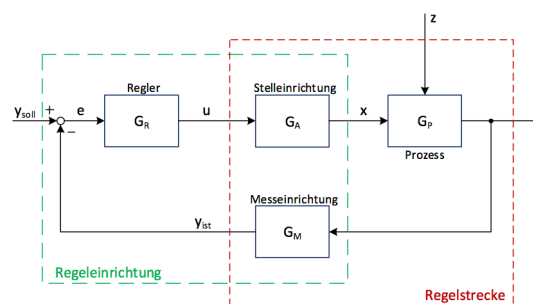 z
Regler
Stelleinrichtung
y_soll + e G_R u G_A x G_P
−
Prozess
Messeinrichtung
y_ist G_M
Regeleinrichtung
Regelstrecke